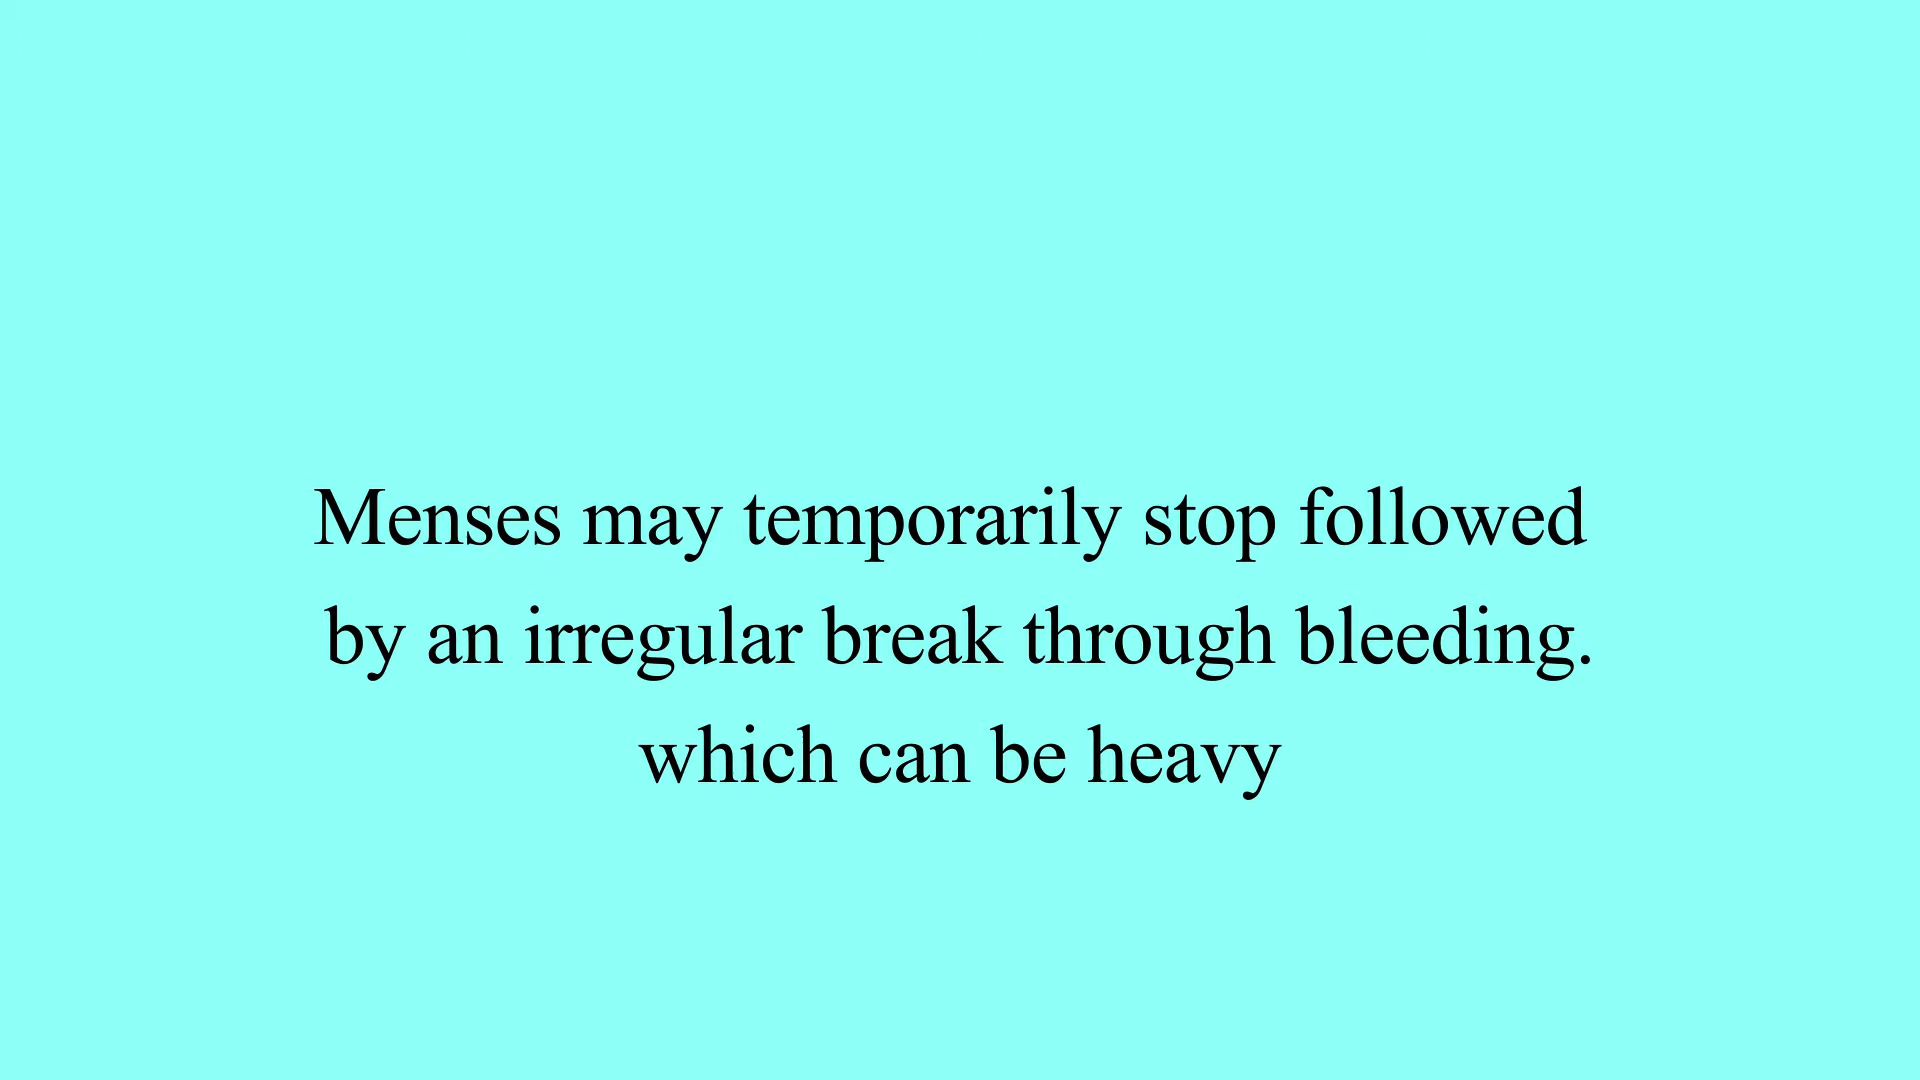 Menses may temporarily stop followed
by an irregular break through bleeding.
which can be heavy